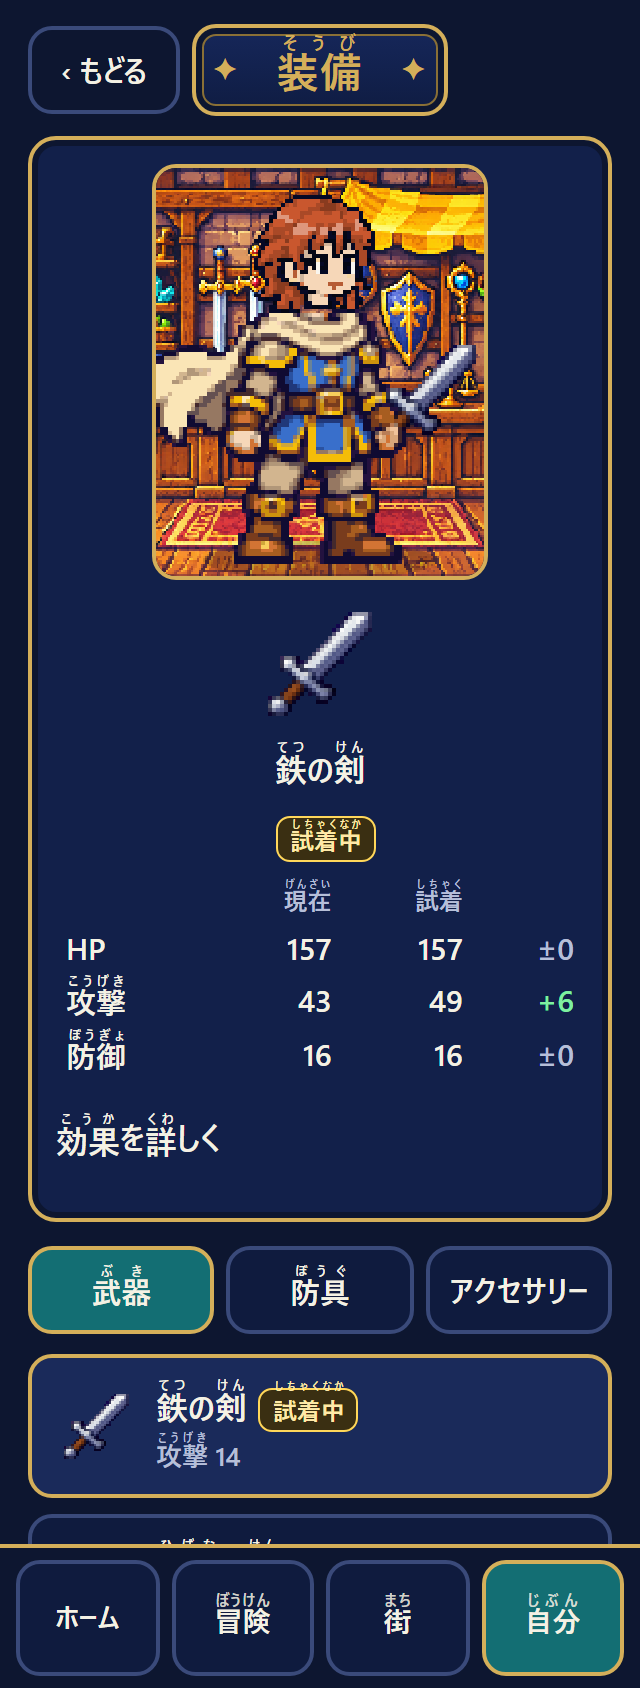 ‹ もどる
そうび
装備
てつ けん
鉄の剣
しちゃくなか
試着中
げんざい しちゃく
現在 試着
HP 157 157 ±0
こうげき
攻撃 43 49 +6
ぼうぎょ
防御 16 16 ±0
こうか くわ
効果を詳しく
ぶき ぼうぐ
武器 防具 アクセサリー
てつ けん しちゃくなか
鉄の剣 試着中
こうげき
攻撃 14
ぼうけん まち じぶん
ホーム 冒険 街 自分